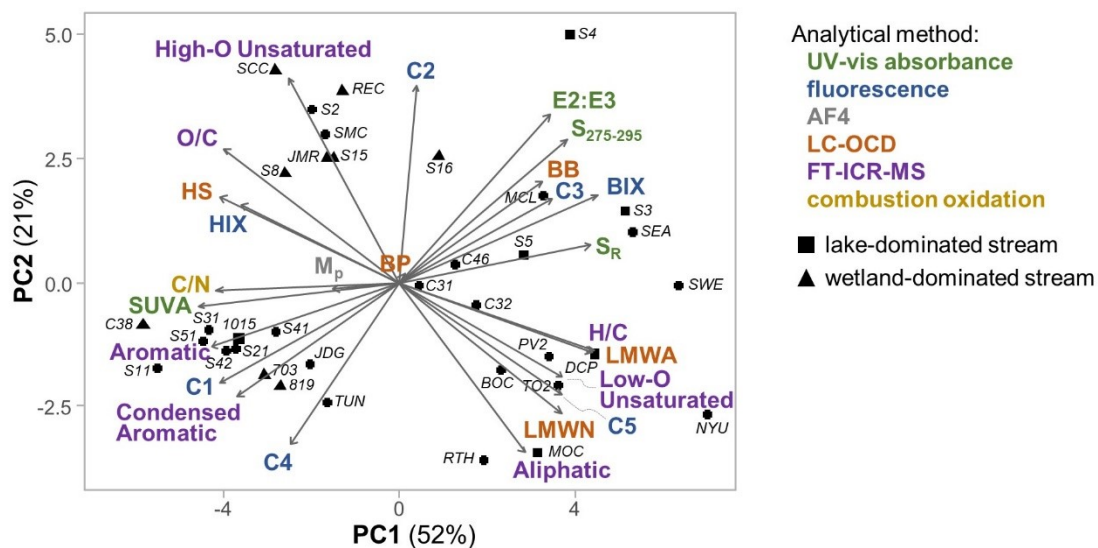 5.0
2.5
0.0
-2.5
PC2 (21%)
-4
0
4
PC1 (52%)
High-O Unsaturated
SCC
REC
S2
SMC
JMR
S15
S8
O/C
HS
HIX
C2
S4
E2:E3
S275-295
S16
BB
C3
BIX
MCL
S3
SEA
SR
S5
C46
Mp
BP
C31
C32
SWE
C/N
SUVA
C38
S31
S51
1015
S41
Aromatic
S42
S21
S11
JDG
C1
703
819
TUN
Condensed
Aromatic
C4
H/C
LMWA
PV2
DCP
BOC
TO2
Low-O
Unsaturated
C5
NYU
LMWN
RTH
MOC
Aliphatic
Analytical method:
UV-vis absorbance
fluorescence
AF4
LC-OCD
FT-ICR-MS
combustion oxidation
lake-dominated stream
wetland-dominated stream